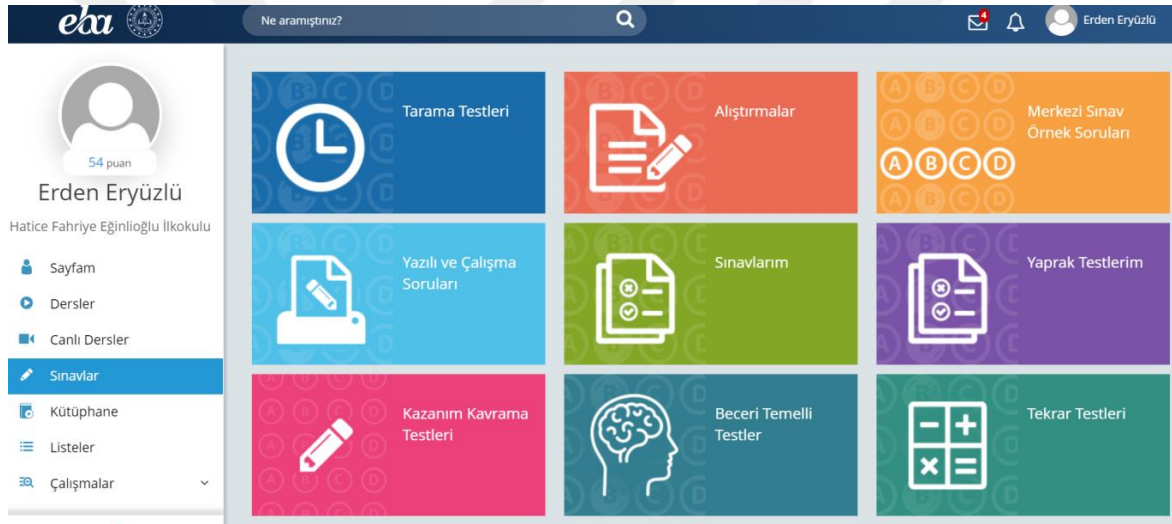 eba
Ne aramıştınız?
4
Erden Eryüzlü
54 puan
Erden Eryüzlü
Hatice Fahriye Eğinlioğlu İlkokulu
Sayfam
Dersler
Canlı Dersler
Sınavlar
Kütüphane
Listeler
Çalışmalar
Tarama Testleri
Alıştırmalar
Merkezi Sınav
Örnek Soruları
A B C D
Yazılı ve Çalışma
Soruları
Sınavlarım
Yaprak Testlerim
Kazanım Kavrama
Testleri
Beceri Temelli
Testler
Tekrar Testleri